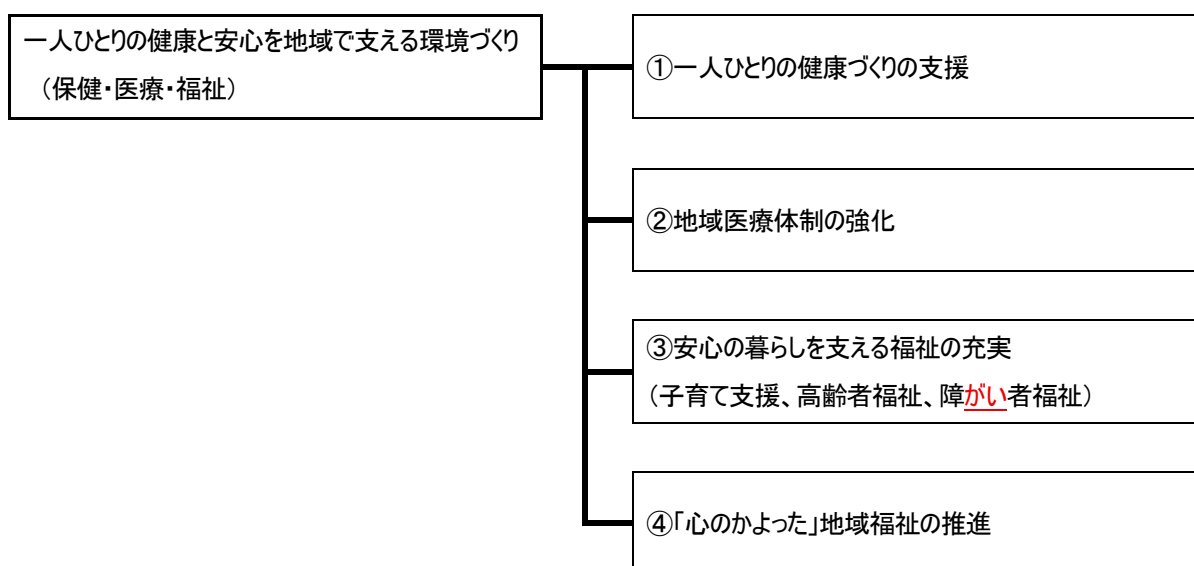 一人ひとりの健康と安心を地域で支える環境づくり
（保健・医療・福祉）
①一人ひとりの健康づくりの支援
②地域医療体制の強化
③安心の暮らしを支える福祉の充実
（子育て支援、高齢者福祉、障がい者福祉）
④「心のかよった」地域福祉の推進